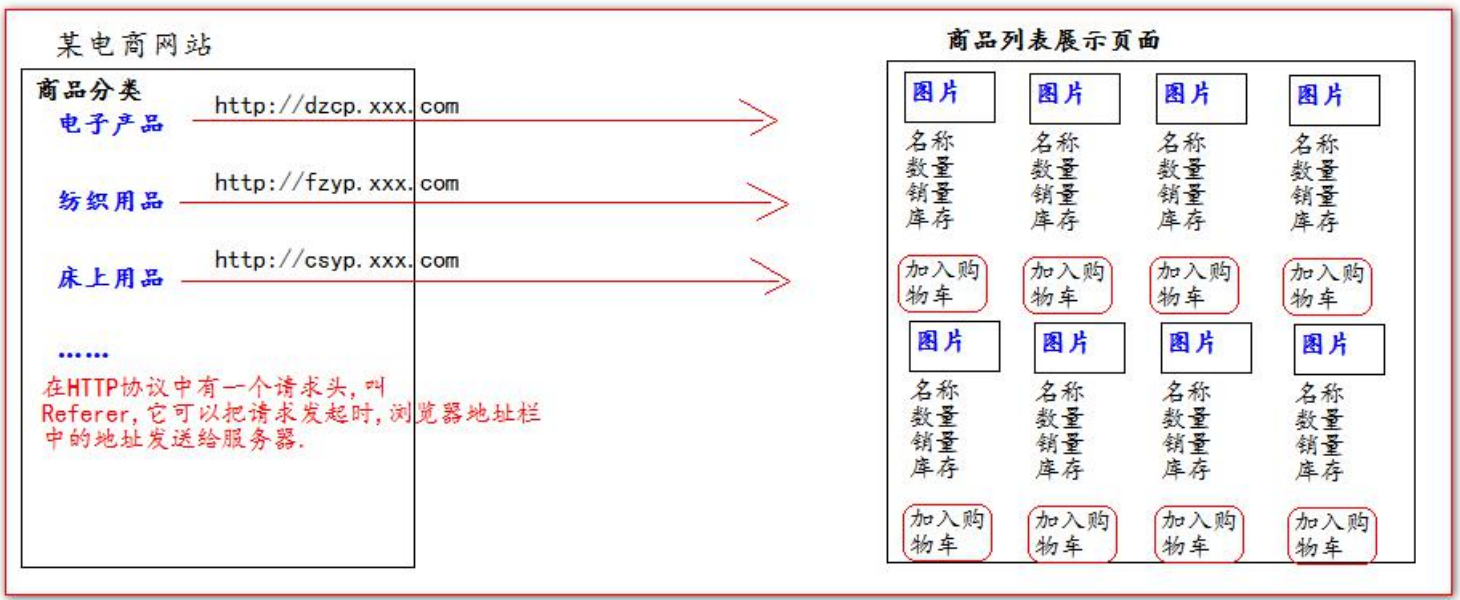 某电商网站
商品分类
电子产品
http://dzcp.xxx.com
纺织用品
http://fzyp.xxx.com
床上用品
http://csyp.xxx.com
……
在HTTP协议中有一个请求头,叫
Referer,它可以把请求发起时,浏览器地址栏
中的地址发送给服务器.
商品列表展示页面
图片 图片 图片 图片
名称 名称 名称 名称
数量 数量 数量 数量
销量 销量 销量 销量
库存 库存 库存 库存
加入购 加入购 加入购 加入购
物车 物车 物车 物车
图片 图片 图片 图片
名称 名称 名称 名称
数量 数量 数量 数量
销量 销量 销量 销量
库存 库存 库存 库存
加入购 加入购 加入购 加入购
物车 物车 物车 物车